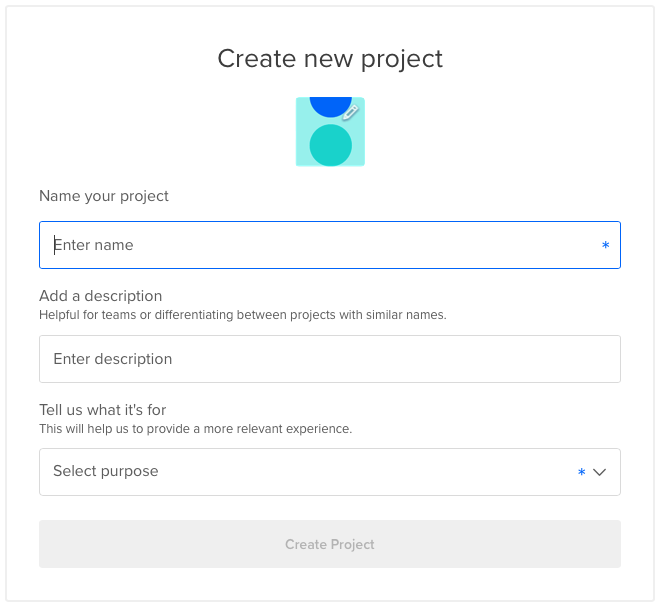 Create new project
Name your project
Enter name *
Add a description
Helpful for teams or differentiating between projects with similar names.
Enter description
Tell us what it's for
This will help us to provide a more relevant experience.
Select purpose *
Create Project